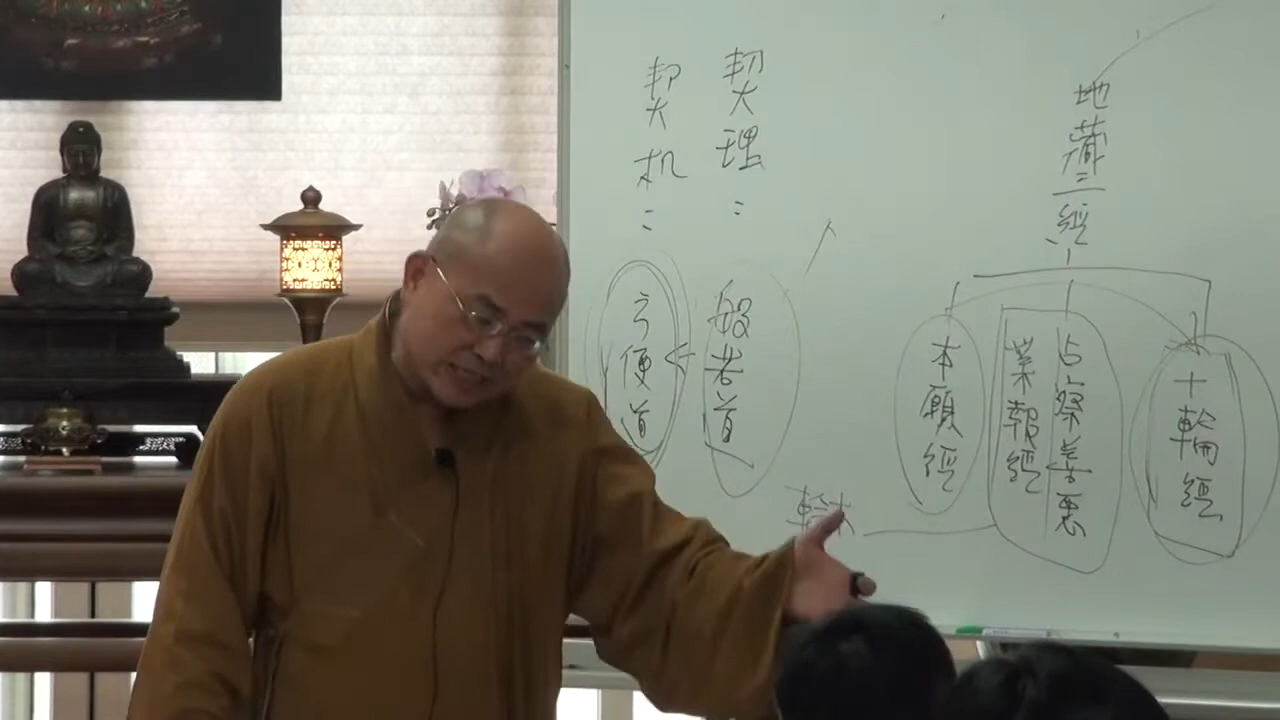 地藏三經
十輪經
占察善惡
業報經
本願經
契理：
般若道
契机：
方便道